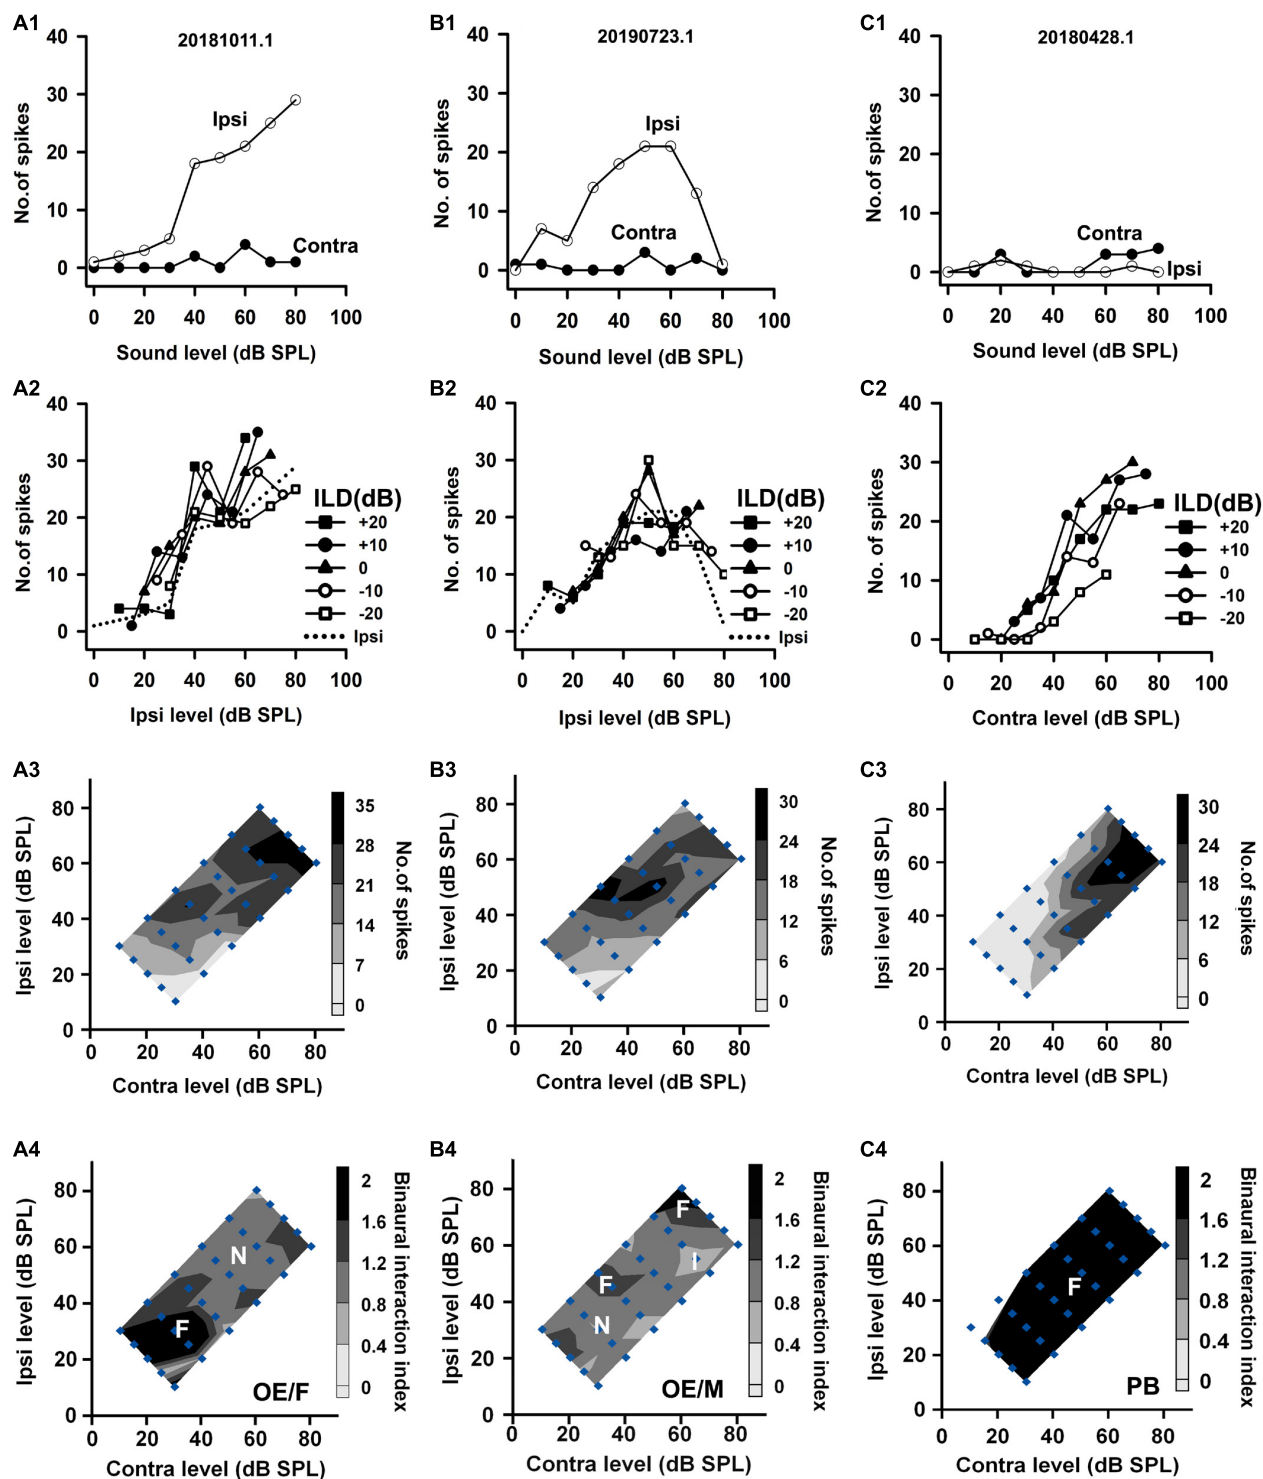 A1
20181011.1
No.of spikes
40
30
20
10
0
Ipsi
Contra
0 20 40 60 80 100
Sound level (dB SPL)
B1
20190723.1
No. of spikes
40
30
20
10
0
Ipsi
Contra
0 20 40 60 80 100
Sound level (dB SPL)
C1
20180428.1
No. of spikes
40
30
20
10
0
Contra
Ipsi
0 20 40 60 80 100
Sound level (dB SPL)
A2
No.of spikes
40
30
20
10
0
ILD(dB)
+20
+10
0
-10
-20
Ipsi
0 20 40 60 80 100
Ipsi level (dB SPL)
B2
No. of spikes
40
30
20
10
0
ILD(dB)
+20
+10
0
-10
-20
Ipsi
0 20 40 60 80 100
Ipsi level (dB SPL)
C2
No. of spikes
40
30
20
10
0
ILD(dB)
+20
+10
0
-10
-20
0 20 40 60 80 100
Contra level (dB SPL)
A3
Ipsi level (dB SPL)
80
60
40
20
0
0 20 40 60 80
Contra level (dB SPL)
35
28
21
14
7
0
No.of spikes
B3
Ipsi level (dB SPL)
80
60
40
20
0
0 20 40 60 80
Contra level (dB SPL)
30
24
18
12
6
0
No.of spikes
C3
Ipsi level (dB SPL)
80
60
40
20
0
0 20 40 60 80
Contra level (dB SPL)
30
24
18
12
6
0
No.of spikes
A4
Ipsi level (dB SPL)
80
60
40
20
0
N
F
OE/F
0 20 40 60 80
Contra level (dB SPL)
2
1.6
1.2
0.8
0.4
0
Binaural interaction index
B4
Ipsi level (dB SPL)
80
60
40
20
0
F
I
F
N
OE/M
0 20 40 60 80
Contra level (dB SPL)
2
1.6
1.2
0.8
0.4
0
Binaural interaction index
C4
Ipsi level (dB SPL)
80
60
40
20
0
F
PB
0 20 40 60 80
Contra level (dB SPL)
2
1.6
1.2
0.8
0.4
0
Binaural interaction index